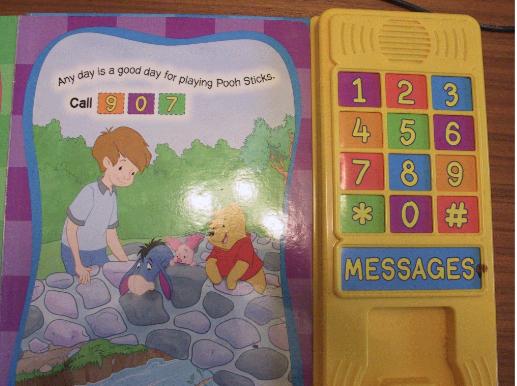 Any day is a good day for playing Pooh Sticks.
Call 9 0 7
1 2 3
4 5 6
7 8 9
* 0 #
MESSAGES